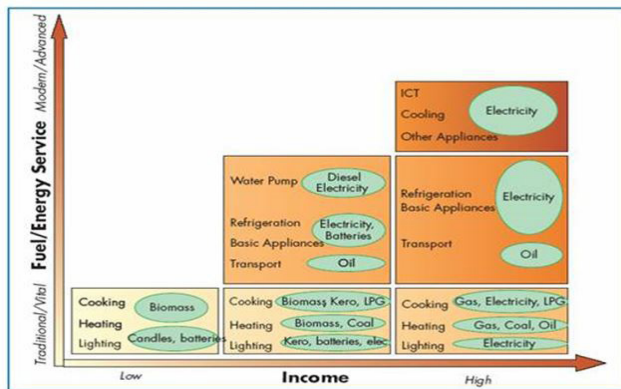 Fuel/Energy Service
Modern/Advanced
Traditional/Vital
ICT
Cooling
Other Appliances
Electricity
Water Pump
Diesel
Electricity
Refrigeration
Basic Appliances
Electricity,
Batteries
Transport
Oil
Refrigeration
Basic Appliances
Electricity
Transport
Oil
Cooking
Biomass
Heating
Lighting
Candles, batteries
Cooking
Biomass, Kero, LPG
Heating
Biomass, Coal
Lighting
Kero, batteries, elec
Cooking
Gas, Electricity, LPG
Heating
Gas, Coal, Oil
Lighting
Electricity
Low
Income
High